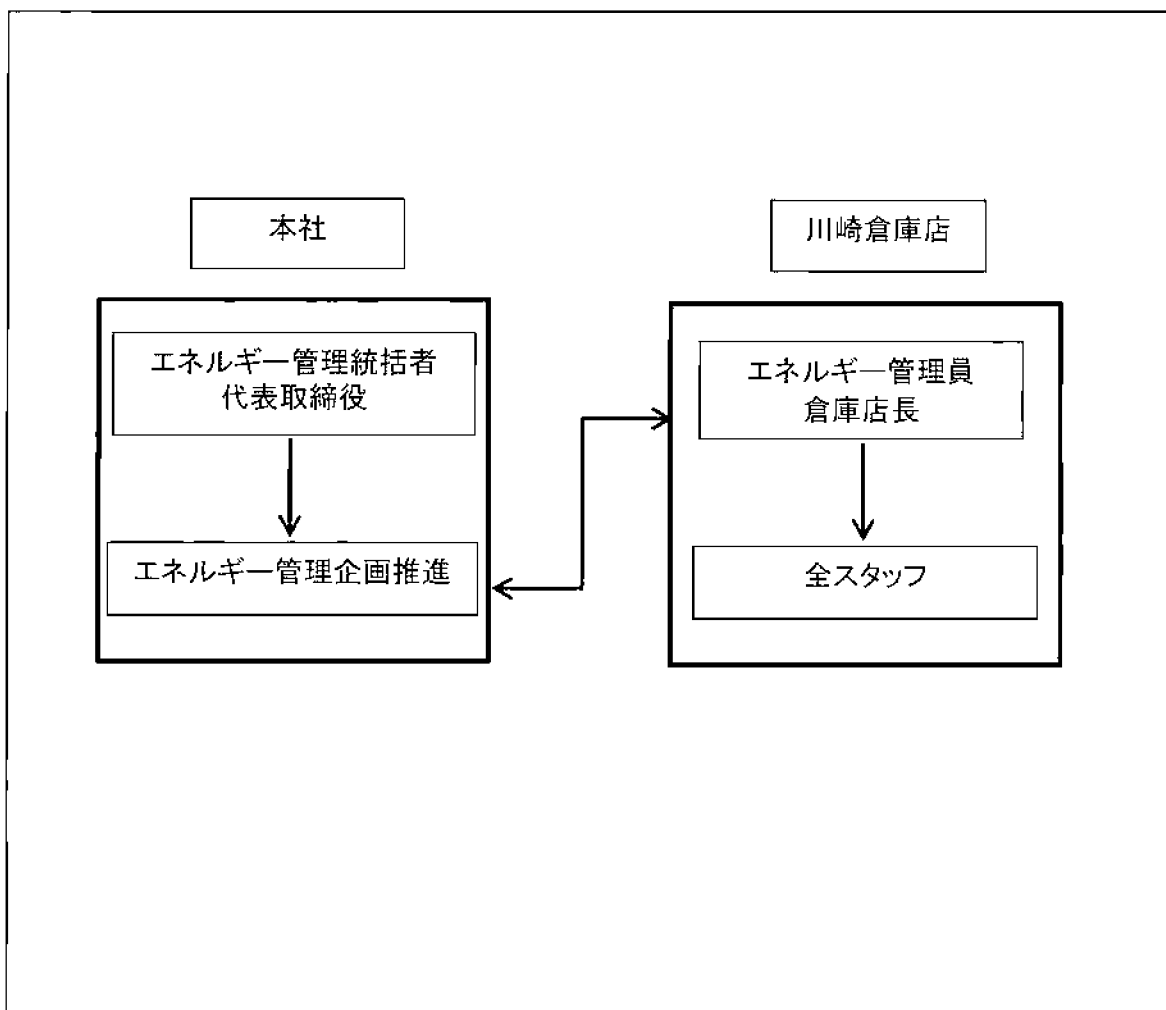 本社
エネルギー管理統括者
代表取締役
エネルギー管理企画推進
川崎倉庫店
エネルギー管理員
倉庫店長
全スタッフ